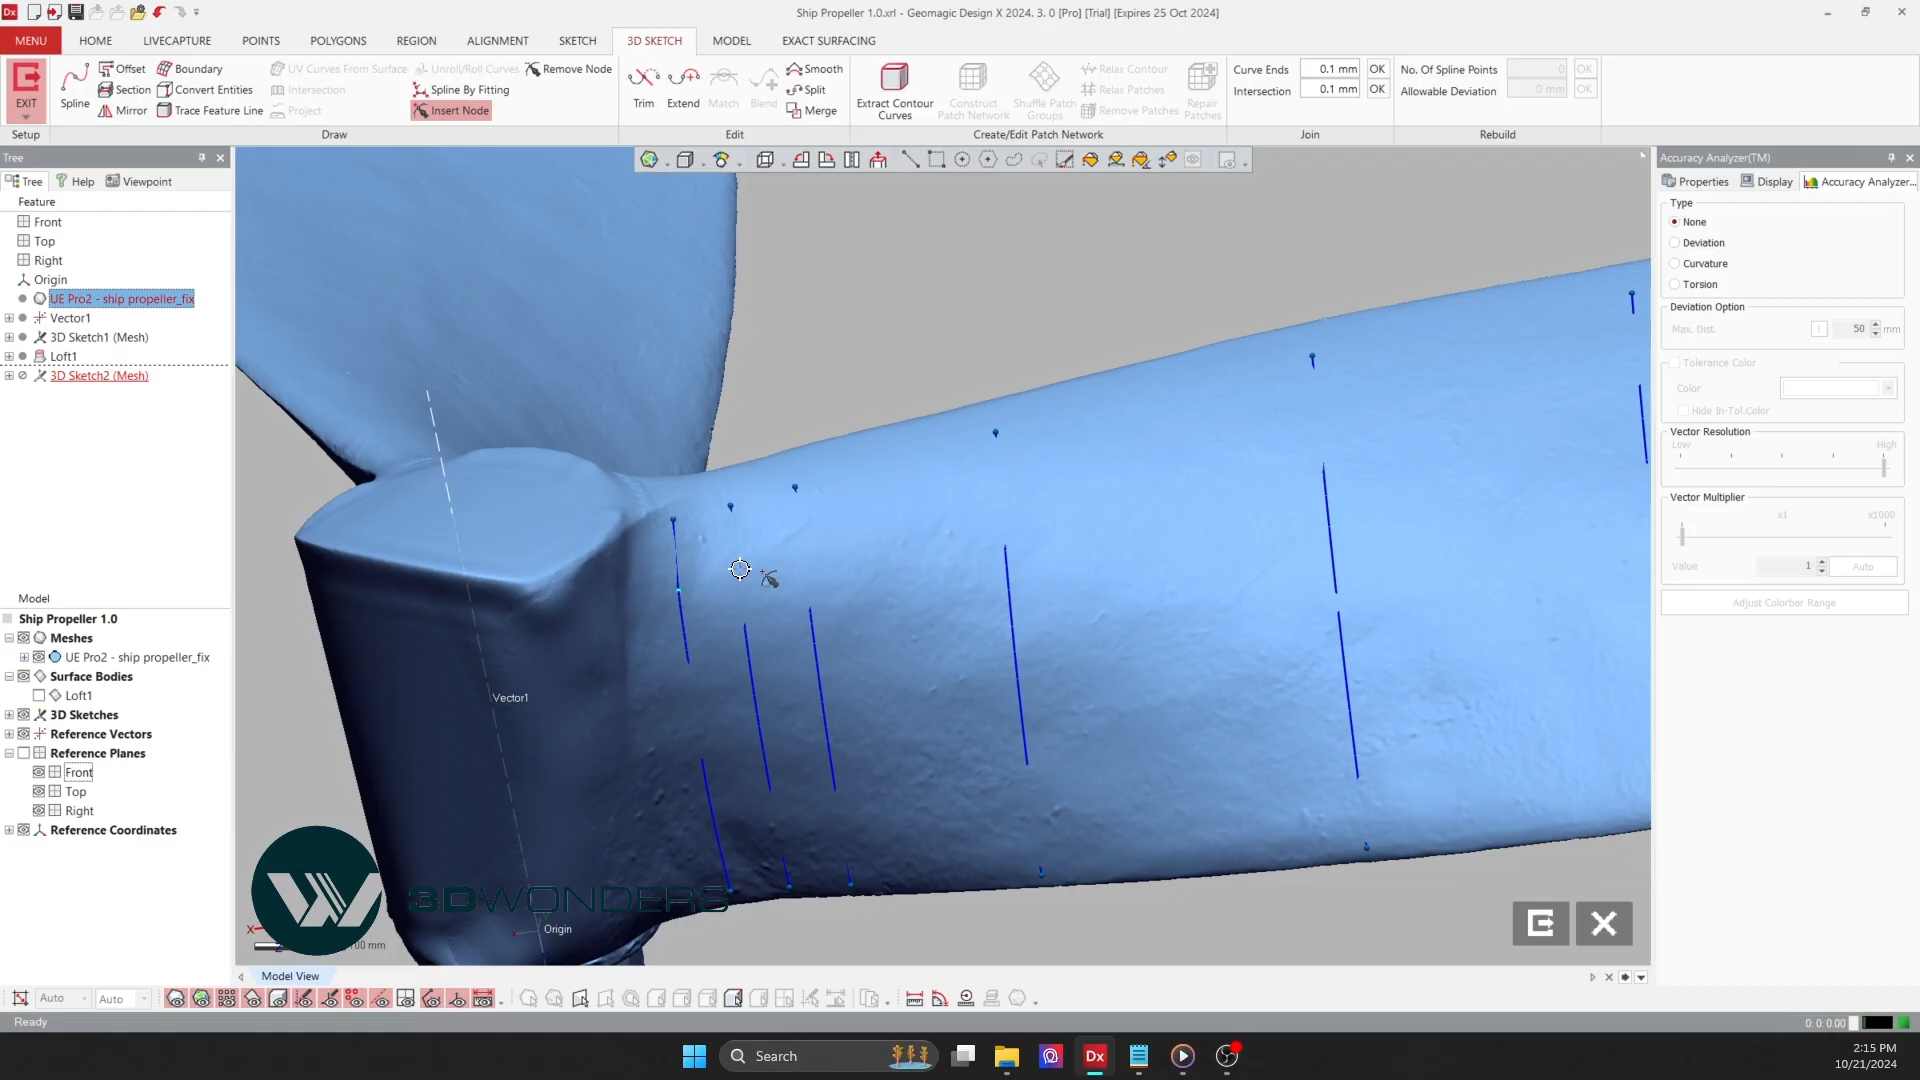 Dx
Ship Propeller 1.0.xrl - Geomagic Design X 2024. 3. 0 [Pro] [Trial] [Expires 25 Oct 2024]
MENU HOME LIVECAPTURE POINTS POLYGONS REGION ALIGNMENT SKETCH 3D SKETCH MODEL EXACT SURFACING
EXIT
Spline
Offset
Section
Mirror
Boundary
Convert Entities
Trace Feature Line
UV Curves From Surface
Intersection
Project
Unroll/Roll Curves
Spline By Fitting
Insert Node
Remove Node
Trim
Extend
Match
Blend
Smooth
Split
Merge
Extract Contour
Curves
Construct
Patch Network
Shuffle Patch
Groups
Relax Contour
Relax Patches
Remove Patches
Repair
Patches
Curve Ends 0.1 mm OK
Intersection 0.1 mm OK
No. Of Spline Points 0 OK
Allowable Deviation 0 mm OK
Setup Draw Edit Create/Edit Patch Network Join Rebuild
Tree
Tree Help Viewpoint
Feature
Front
Top
Right
Origin
UE Pro2 - ship propeller_fix
Vector1
3D Sketch1 (Mesh)
Loft1
3D Sketch2 (Mesh)
Model
Ship Propeller 1.0
Meshes
UE Pro2 - ship propeller_fix
Surface Bodies
Loft1
3D Sketches
Reference Vectors
Reference Planes
Front
Top
Right
Reference Coordinates
Vector1
3DWONDERS
X
Y
Origin
Model View
Accuracy Analyzer(TM)
Properties Display Accuracy Analyzer...
Type
None
Deviation
Curvature
Torsion
Deviation Option
Max. Dist. 50 mm
Tolerance Color
Color
Hide In-Tol.Color
Vector Resolution
Low High
Vector Multiplier
x1 x1000
Value 1 Auto
Adjust Colorbar Range
Auto Auto
Ready
0: 0: 0.00
Search
Dx
2:15 PM
10/21/2024